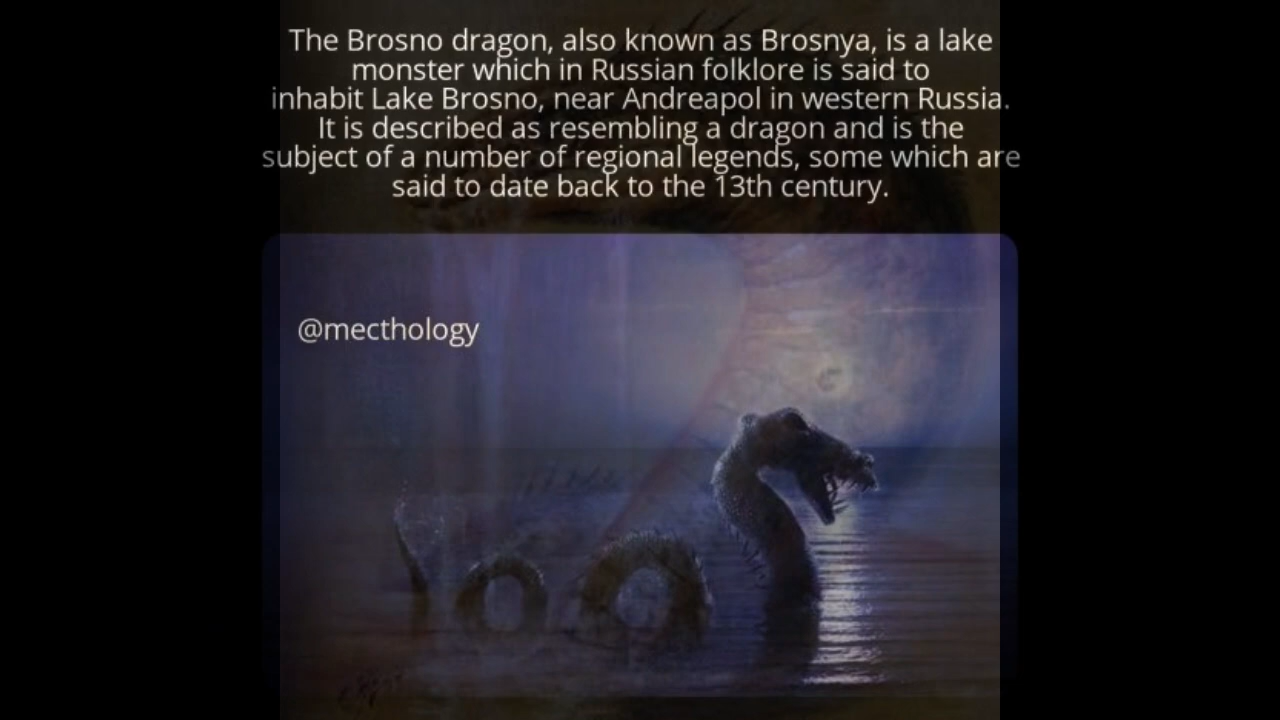 The Brosno dragon, also known as Brosnya, is a lake
monster which in Russian folklore is said to
inhabit Lake Brosno, near Andreapol in western Russia.
It is described as resembling a dragon and is the
subject of a number of regional legends, some which are
said to date back to the 13th century.
@mecthology